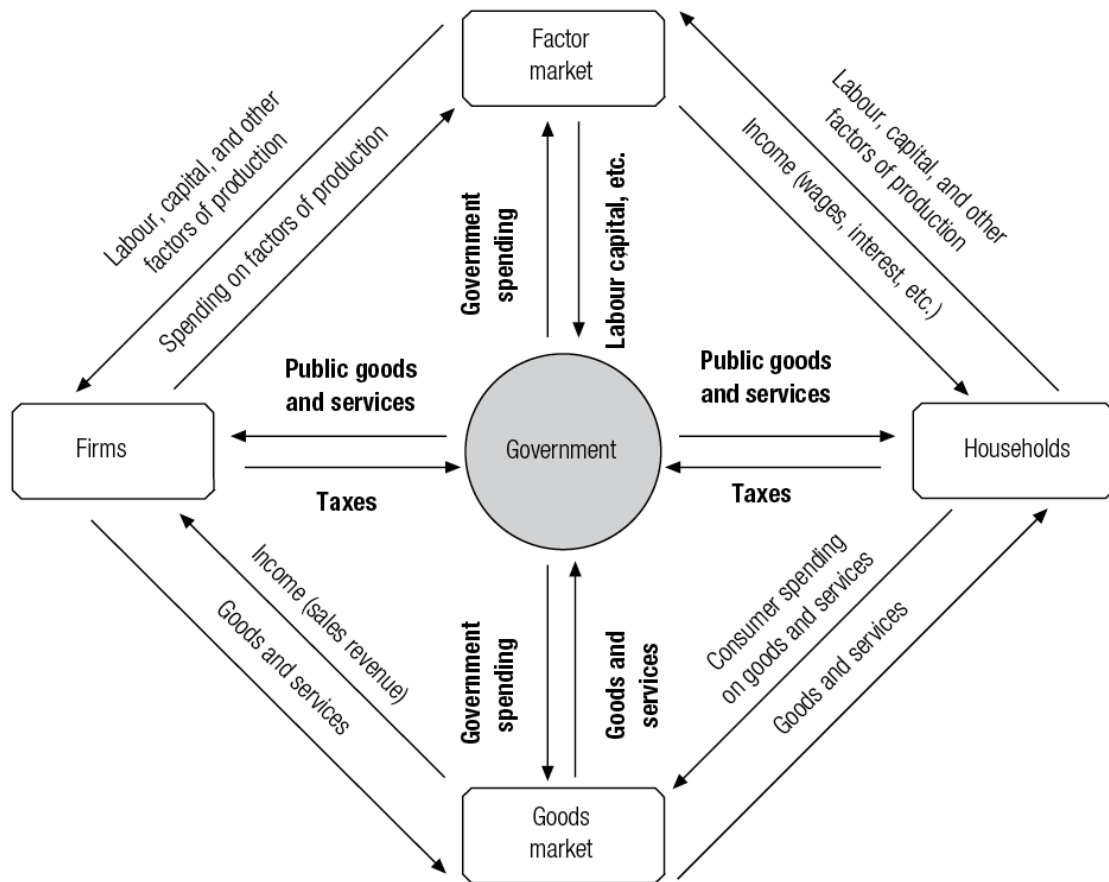 Factor
market
Labour, capital, and other
factors of production
Spending on factors of production
Government
spending
Labour capital, etc.
Income (wages, interest, etc.)
Labour, capital, and other
factors of production
Public goods
and services
Public goods
and services
Firms
Government
Households
Taxes
Taxes
Income (sales revenue)
Goods and services
Government
spending
Goods and
services
Consumer spending
on goods and services
Goods and services
Goods
market